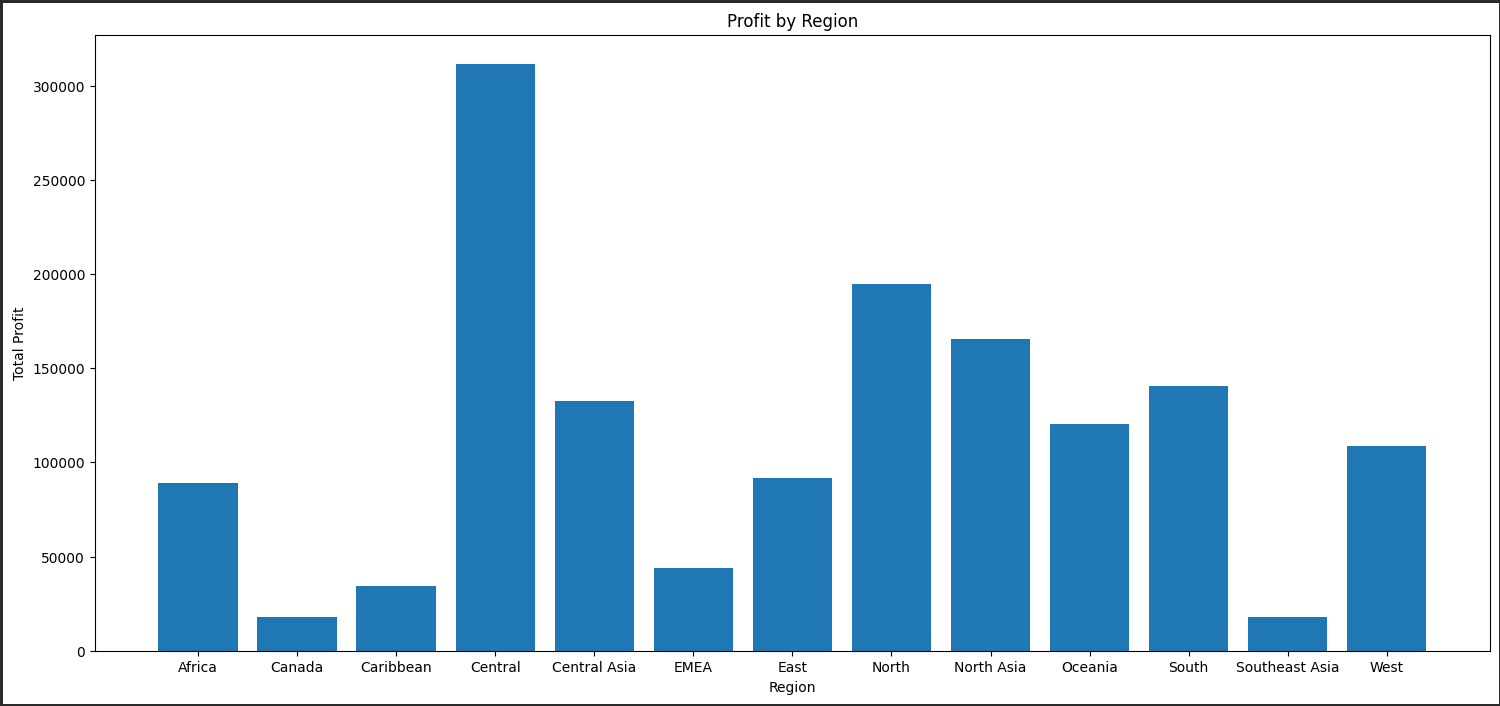 Profit by Region
Total Profit
300000
250000
200000
150000
100000
50000
0
Africa Canada Caribbean Central Central Asia EMEA East North North Asia Oceania South Southeast Asia West
Region